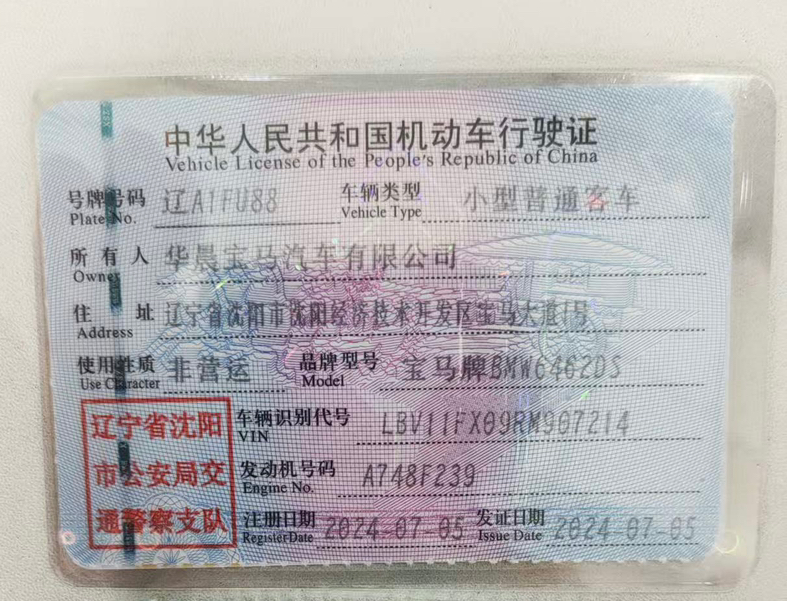 中华人民共和国机动车行驶证
Vehicle License of the People's Republic of China
号牌号码 辽A1FU88 车辆类型 小型普通客车
Plate No. Vehicle Type
所有人 华晨宝马汽车有限公司
Owner
住址 辽宁省沈阳市沈阳经济技术开发区宝马大道1号
Address
使用性质 非营运 品牌型号 宝马牌BMW6462DS
Use Character Model
辽宁省沈阳 车辆识别代号 LBV11FX09RM907214
VIN
市公安局交 发动机号码 A748F239
Engine No.
通警察支队 注册日期 2024-07-05 发证日期 2024-07-05
Register Date Issue Date